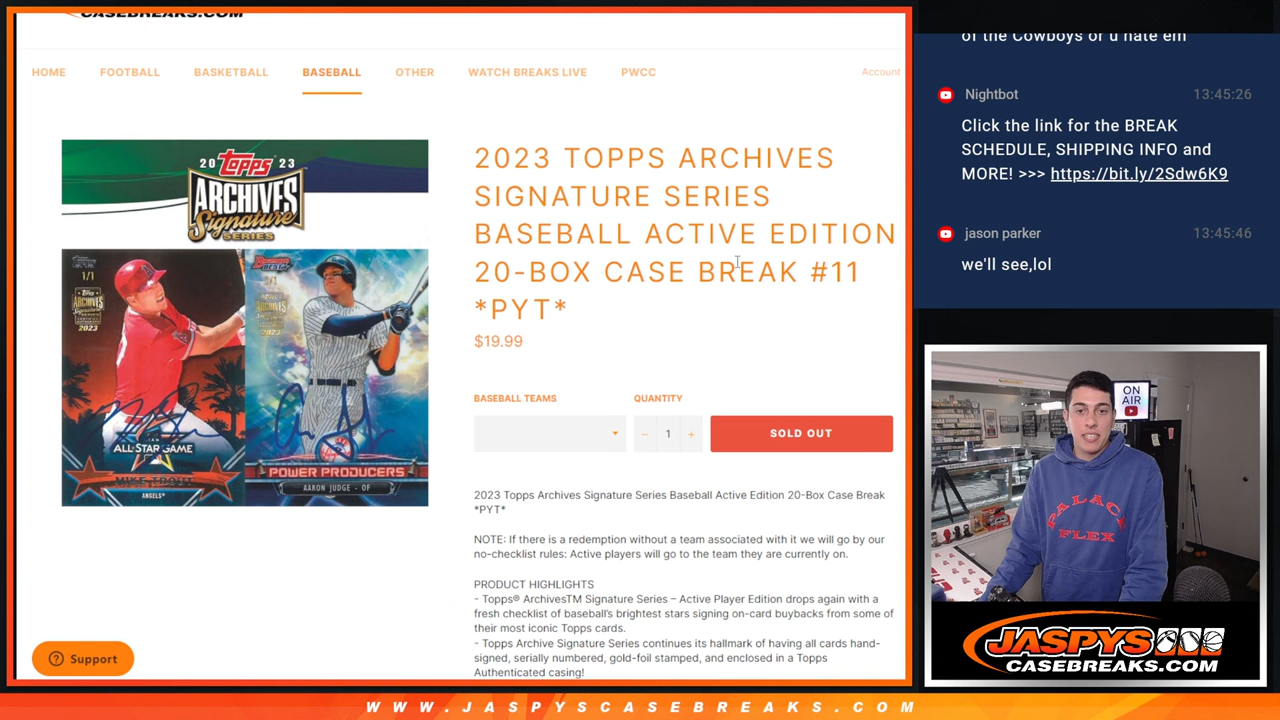 CASEBREAKS.COM
HOME FOOTBALL BASKETBALL BASEBALL OTHER WATCH BREAKS LIVE PWCC Account
2023 TOPPS ARCHIVES
SIGNATURE SERIES
BASEBALL ACTIVE EDITION
20-BOX CASE BREAK #11
*PYT*
$19.99
BASEBALL TEAMS QUANTITY
1 SOLD OUT
2023 Topps Archives Signature Series Baseball Active Edition 20-Box Case Break
*PYT*
NOTE: If there is a redemption without a team associated with it we will go by our
no-checklist rules: Active players will go to the team they are currently on.
PRODUCT HIGHLIGHTS
- Topps® ArchivesTM Signature Series – Active Player Edition drops again with a
fresh checklist of baseball's brightest stars signing on-card buybacks from some of
their most iconic Topps cards.
- Topps Archive Signature Series continues its hallmark of having all cards hand-
signed, serially numbered, gold-foil stamped, and enclosed in a Topps
Authenticated casing!
20 topps 23
ARCHIVES
Signature
SERIES
1/1
ARCHIVES
2023
ALL STAR GAME
MIKE TROUT
ANGELS
2023
POWER PRODUCERS
AARON JUDGE - OF
Support
of the Cowboys or u hate em
Nightbot 13:45:26
Click the link for the BREAK
SCHEDULE, SHIPPING INFO and
MORE! >>> https://bit.ly/2Sdw6K9
jason parker 13:45:46
we'll see,lol
ON
AIR
PALACE
FLEX
JASPYS
CASEBREAKS.COM
WWW.JASPYSCASEBREAKS.COM